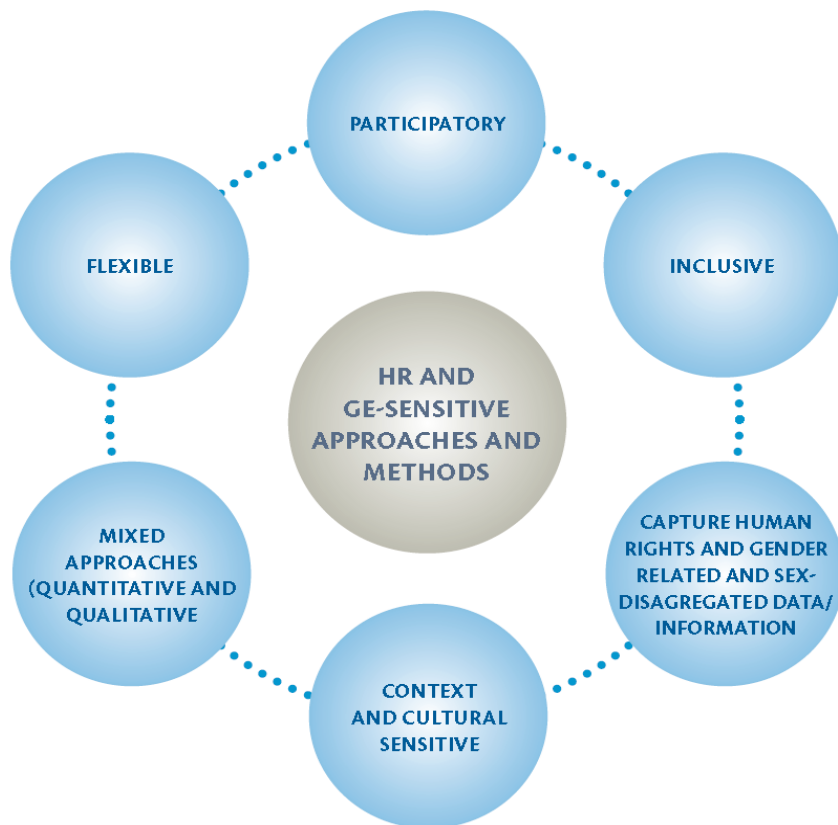 PARTICIPATORY
FLEXIBLE
INCLUSIVE
HR AND
GE-SENSITIVE
APPROACHES AND
METHODS
MIXED
APPROACHES
(QUANTITATIVE AND
QUALITATIVE
CAPTURE HUMAN
RIGHTS AND GENDER
RELATED AND SEX-
DISAGREGATED DATA/
INFORMATION
CONTEXT
AND CULTURAL
SENSITIVE